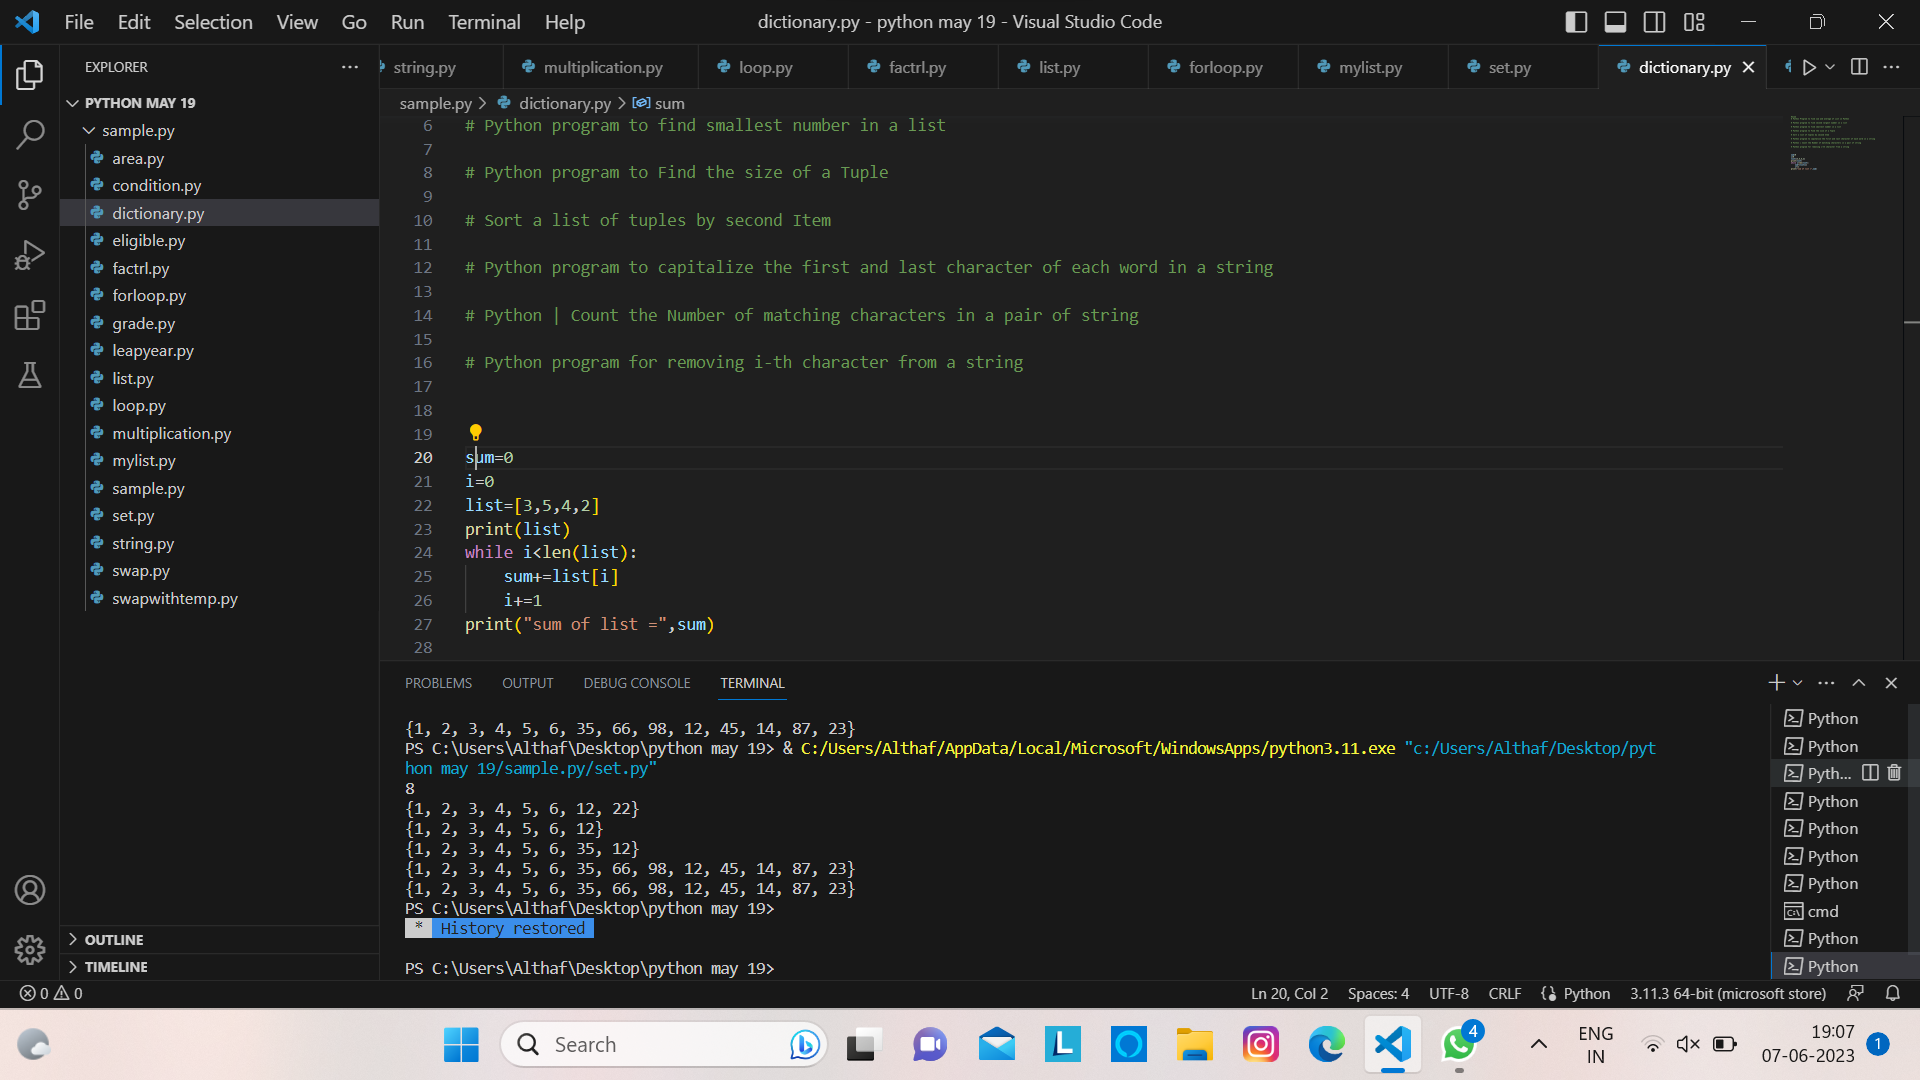 File Edit Selection View Go Run Terminal Help
dictionary.py - python may 19 - Visual Studio Code
EXPLORER
string.py multiplication.py loop.py factrl.py list.py forloop.py mylist.py set.py dictionary.py
PYTHON MAY 19
sample.py
area.py
condition.py
dictionary.py
eligible.py
factrl.py
forloop.py
grade.py
leapyear.py
list.py
loop.py
multiplication.py
mylist.py
sample.py
set.py
string.py
swap.py
swapwithtemp.py
OUTLINE
TIMELINE
sample.py > dictionary.py > sum
6 # Python program to find smallest number in a list
7
8 # Python program to Find the size of a Tuple
9
10 # Sort a list of tuples by second Item
11
12 # Python program to capitalize the first and last character of each word in a string
13
14 # Python | Count the Number of matching characters in a pair of string
15
16 # Python program for removing i-th character from a string
17
18
19
20 sum=0
21 i=0
22 list=[3,5,4,2]
23 print(list)
24 while i<len(list):
25     sum+=list[i]
26     i+=1
27 print("sum of list =",sum)
28
PROBLEMS OUTPUT DEBUG CONSOLE TERMINAL
{1, 2, 3, 4, 5, 6, 35, 66, 98, 12, 45, 14, 87, 23}
PS C:\Users\Althaf\Desktop\python may 19> & C:/Users/Althaf/AppData/Local/Microsoft/WindowsApps/python3.11.exe "c:/Users/Althaf/Desktop/pyt
hon may 19/sample.py/set.py"
8
{1, 2, 3, 4, 5, 6, 12, 22}
{1, 2, 3, 4, 5, 6, 12}
{1, 2, 3, 4, 5, 6, 35, 12}
{1, 2, 3, 4, 5, 6, 35, 66, 98, 12, 45, 14, 87, 23}
{1, 2, 3, 4, 5, 6, 35, 66, 98, 12, 45, 14, 87, 23}
PS C:\Users\Althaf\Desktop\python may 19>
* History restored
PS C:\Users\Althaf\Desktop\python may 19>
Python
Python
Pyth...
Python
Python
Python
Python
cmd
Python
Python
0 0
Ln 20, Col 2 Spaces: 4 UTF-8 CRLF Python 3.11.3 64-bit (microsoft store)
Search
4
ENG
IN
19:07
07-06-2023
1